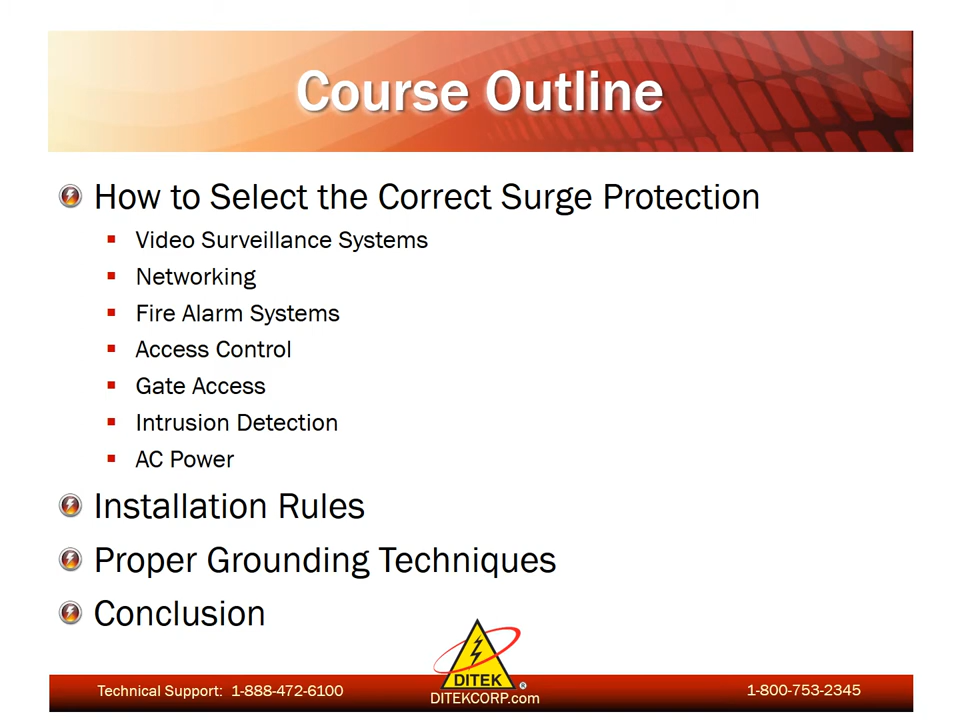 Course Outline
How to Select the Correct Surge Protection
Video Surveillance Systems
Networking
Fire Alarm Systems
Access Control
Gate Access
Intrusion Detection
AC Power
Installation Rules
Proper Grounding Techniques
Conclusion
DITEK®
Technical Support: 1-888-472-6100
DITEKCORP.com
1-800-753-2345